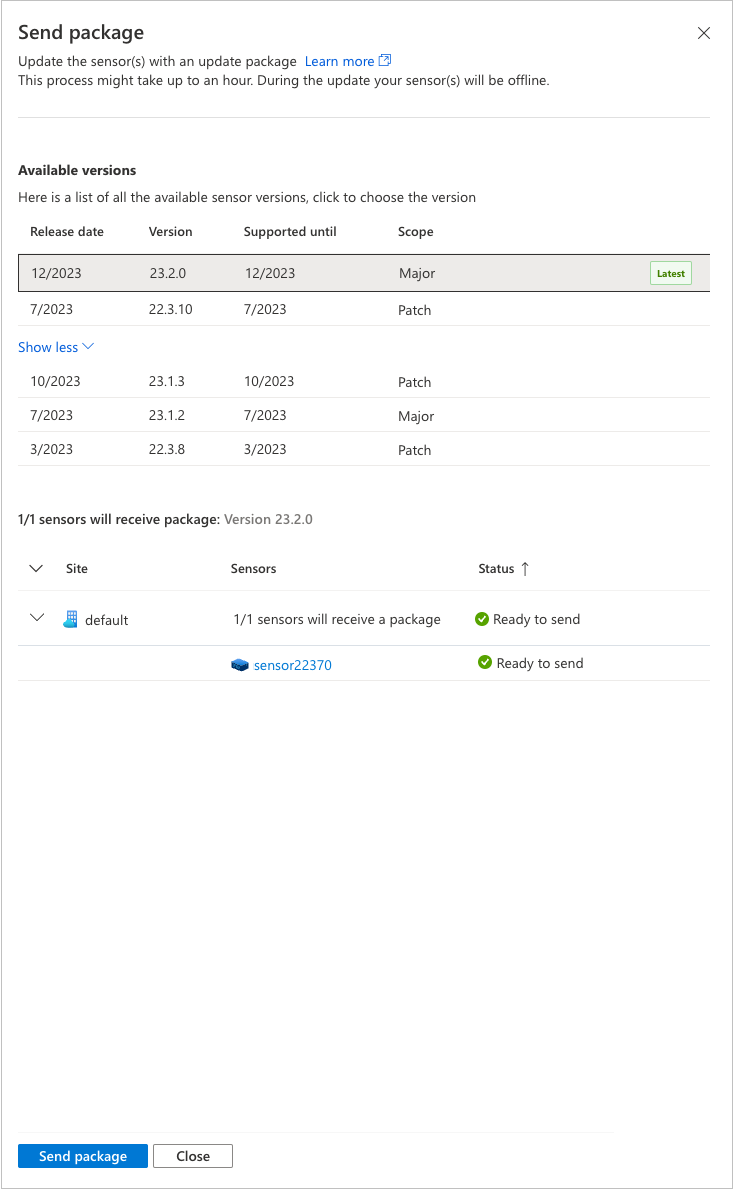 Send package
Update the sensor(s) with an update package Learn more
This process might take up to an hour. During the update your sensor(s) will be offline.
Available versions
Here is a list of all the available sensor versions, click to choose the version
Release date Version Supported until Scope
12/2023 23.2.0 12/2023 Major Latest
7/2023 22.3.10 7/2023 Patch
Show less
10/2023 23.1.3 10/2023 Patch
7/2023 23.1.2 7/2023 Major
3/2023 22.3.8 3/2023 Patch
1/1 sensors will receive package: Version 23.2.0
Site Sensors Status
default 1/1 sensors will receive a package Ready to send
sensor22370 Ready to send
Send package Close